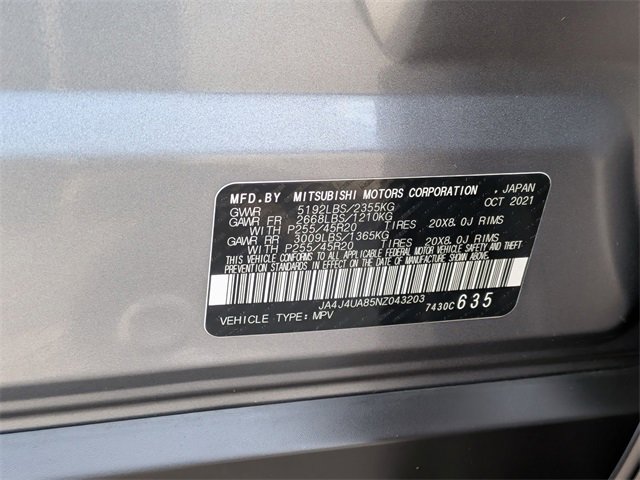 MFD.BY MITSUBISHI MOTORS CORPORATION , JAPAN
GVWR 5192LBS/2355KG OCT 2021
GAWR FR 2668LBS/1210KG
WITH P255/45R20 TIRES 20X8.0J RIMS
GAWR RR 3009LBS/1365KG
WITH P255/45R20 TIRES 20X8.0J RIMS
THIS VEHICLE CONFORMS TO ALL APPLICABLE FEDERAL MOTOR VEHICLE SAFETY AND THEFT
PREVENTION STANDARDS IN EFFECT ON THE DATE OF MANUFACTURE SHOWN ABOVE.
JA4J4UA85NZ043203
7430C 635
VEHICLE TYPE: MPV